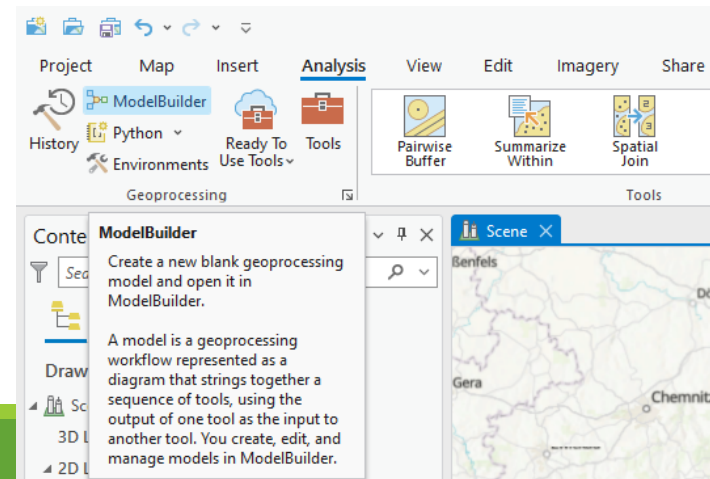 Project Map Insert Analysis View Edit Imagery Share
History
ModelBuilder
Python
Environments
Ready To
Use Tools
Tools
Pairwise
Buffer
Summarize
Within
Spatial
Join
Geoprocessing
Tools
Conte
ModelBuilder
Create a new blank geoprocessing
model and open it in
ModelBuilder.
A model is a geoprocessing
workflow represented as a
diagram that strings together a
sequence of tools, using the
output of one tool as the input to
another tool. You create, edit, and
manage models in ModelBuilder.
Sea
Draw
Sc
3D L
2D L
Scene
Gera
Chemnitz